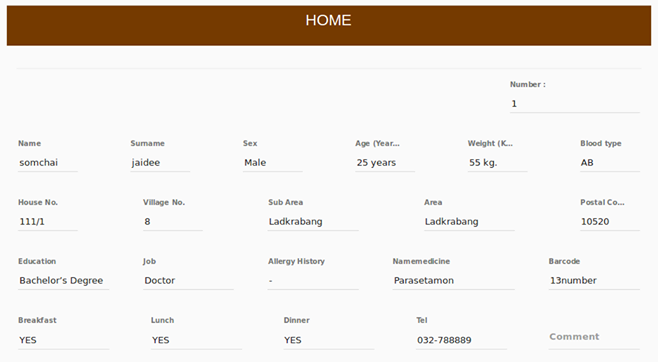 HOME
Number :
1
Name Surname Sex Age (Year... Weight (K... Blood type
somchai jaidee Male 25 years 55 kg. AB
House No. Village No. Sub Area Area Postal Co...
111/1 8 Ladkrabang Ladkrabang 10520
Education Job Allergy History Namemedicine Barcode
Bachelor's Degree Doctor - Parasetamon 13number
Breakfast Lunch Dinner Tel
YES YES YES 032-788889 Comment